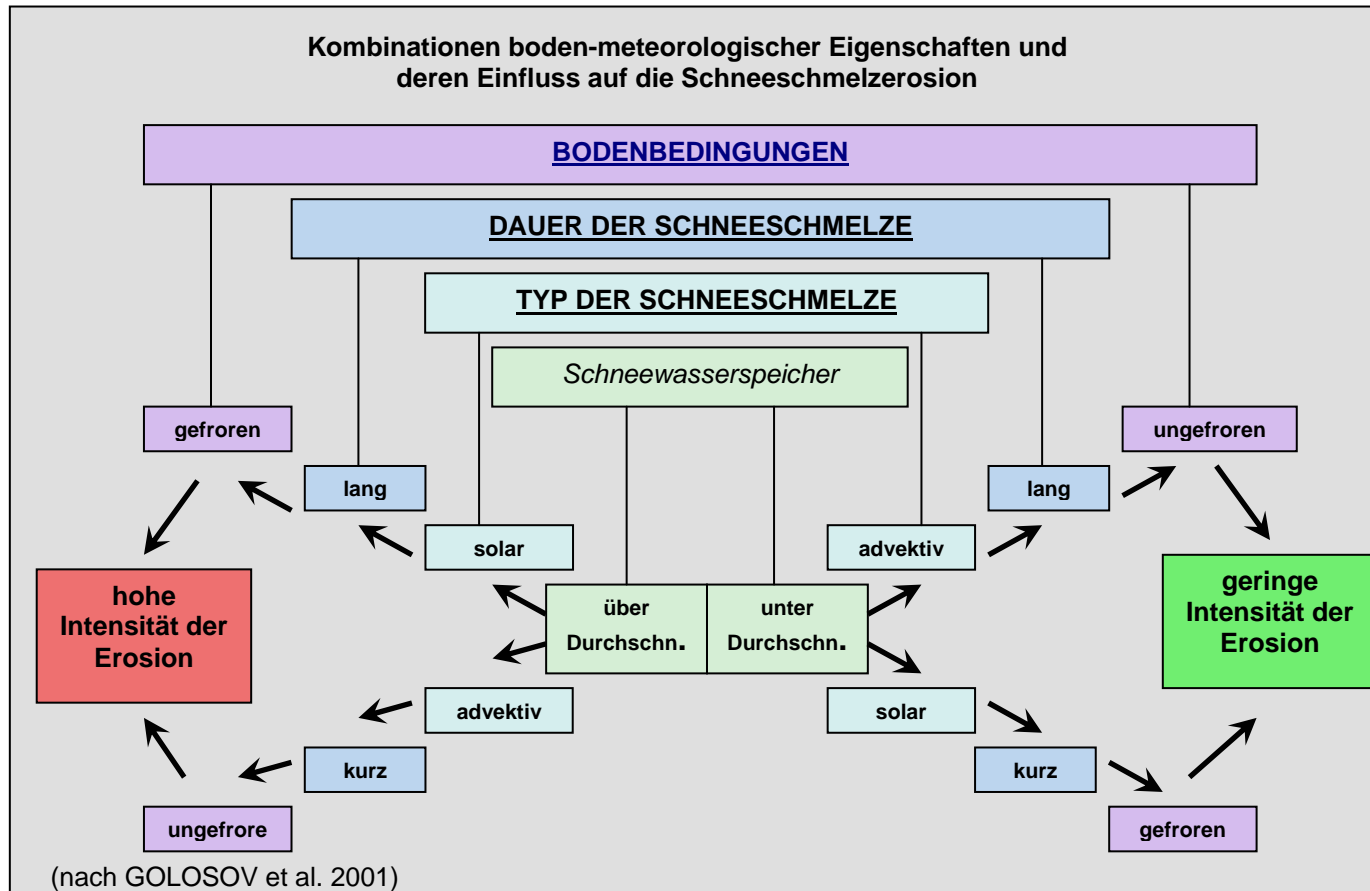 Kombinationen boden-meteorologischer Eigenschaften und
deren Einfluss auf die Schneeschmelzerosion
BODENBEDINGUNGEN
DAUER DER SCHNEESCHMELZE
TYP DER SCHNEESCHMELZE
Schneewasserspeicher
gefroren
ungefroren
lang
lang
solar
advektiv
hohe
Intensität der
Erosion
über
Durchschn.
unter
Durchschn.
geringe
Intensität der
Erosion
advektiv
solar
kurz
kurz
ungefrore
gefroren
(nach GOLOSOV et al. 2001)